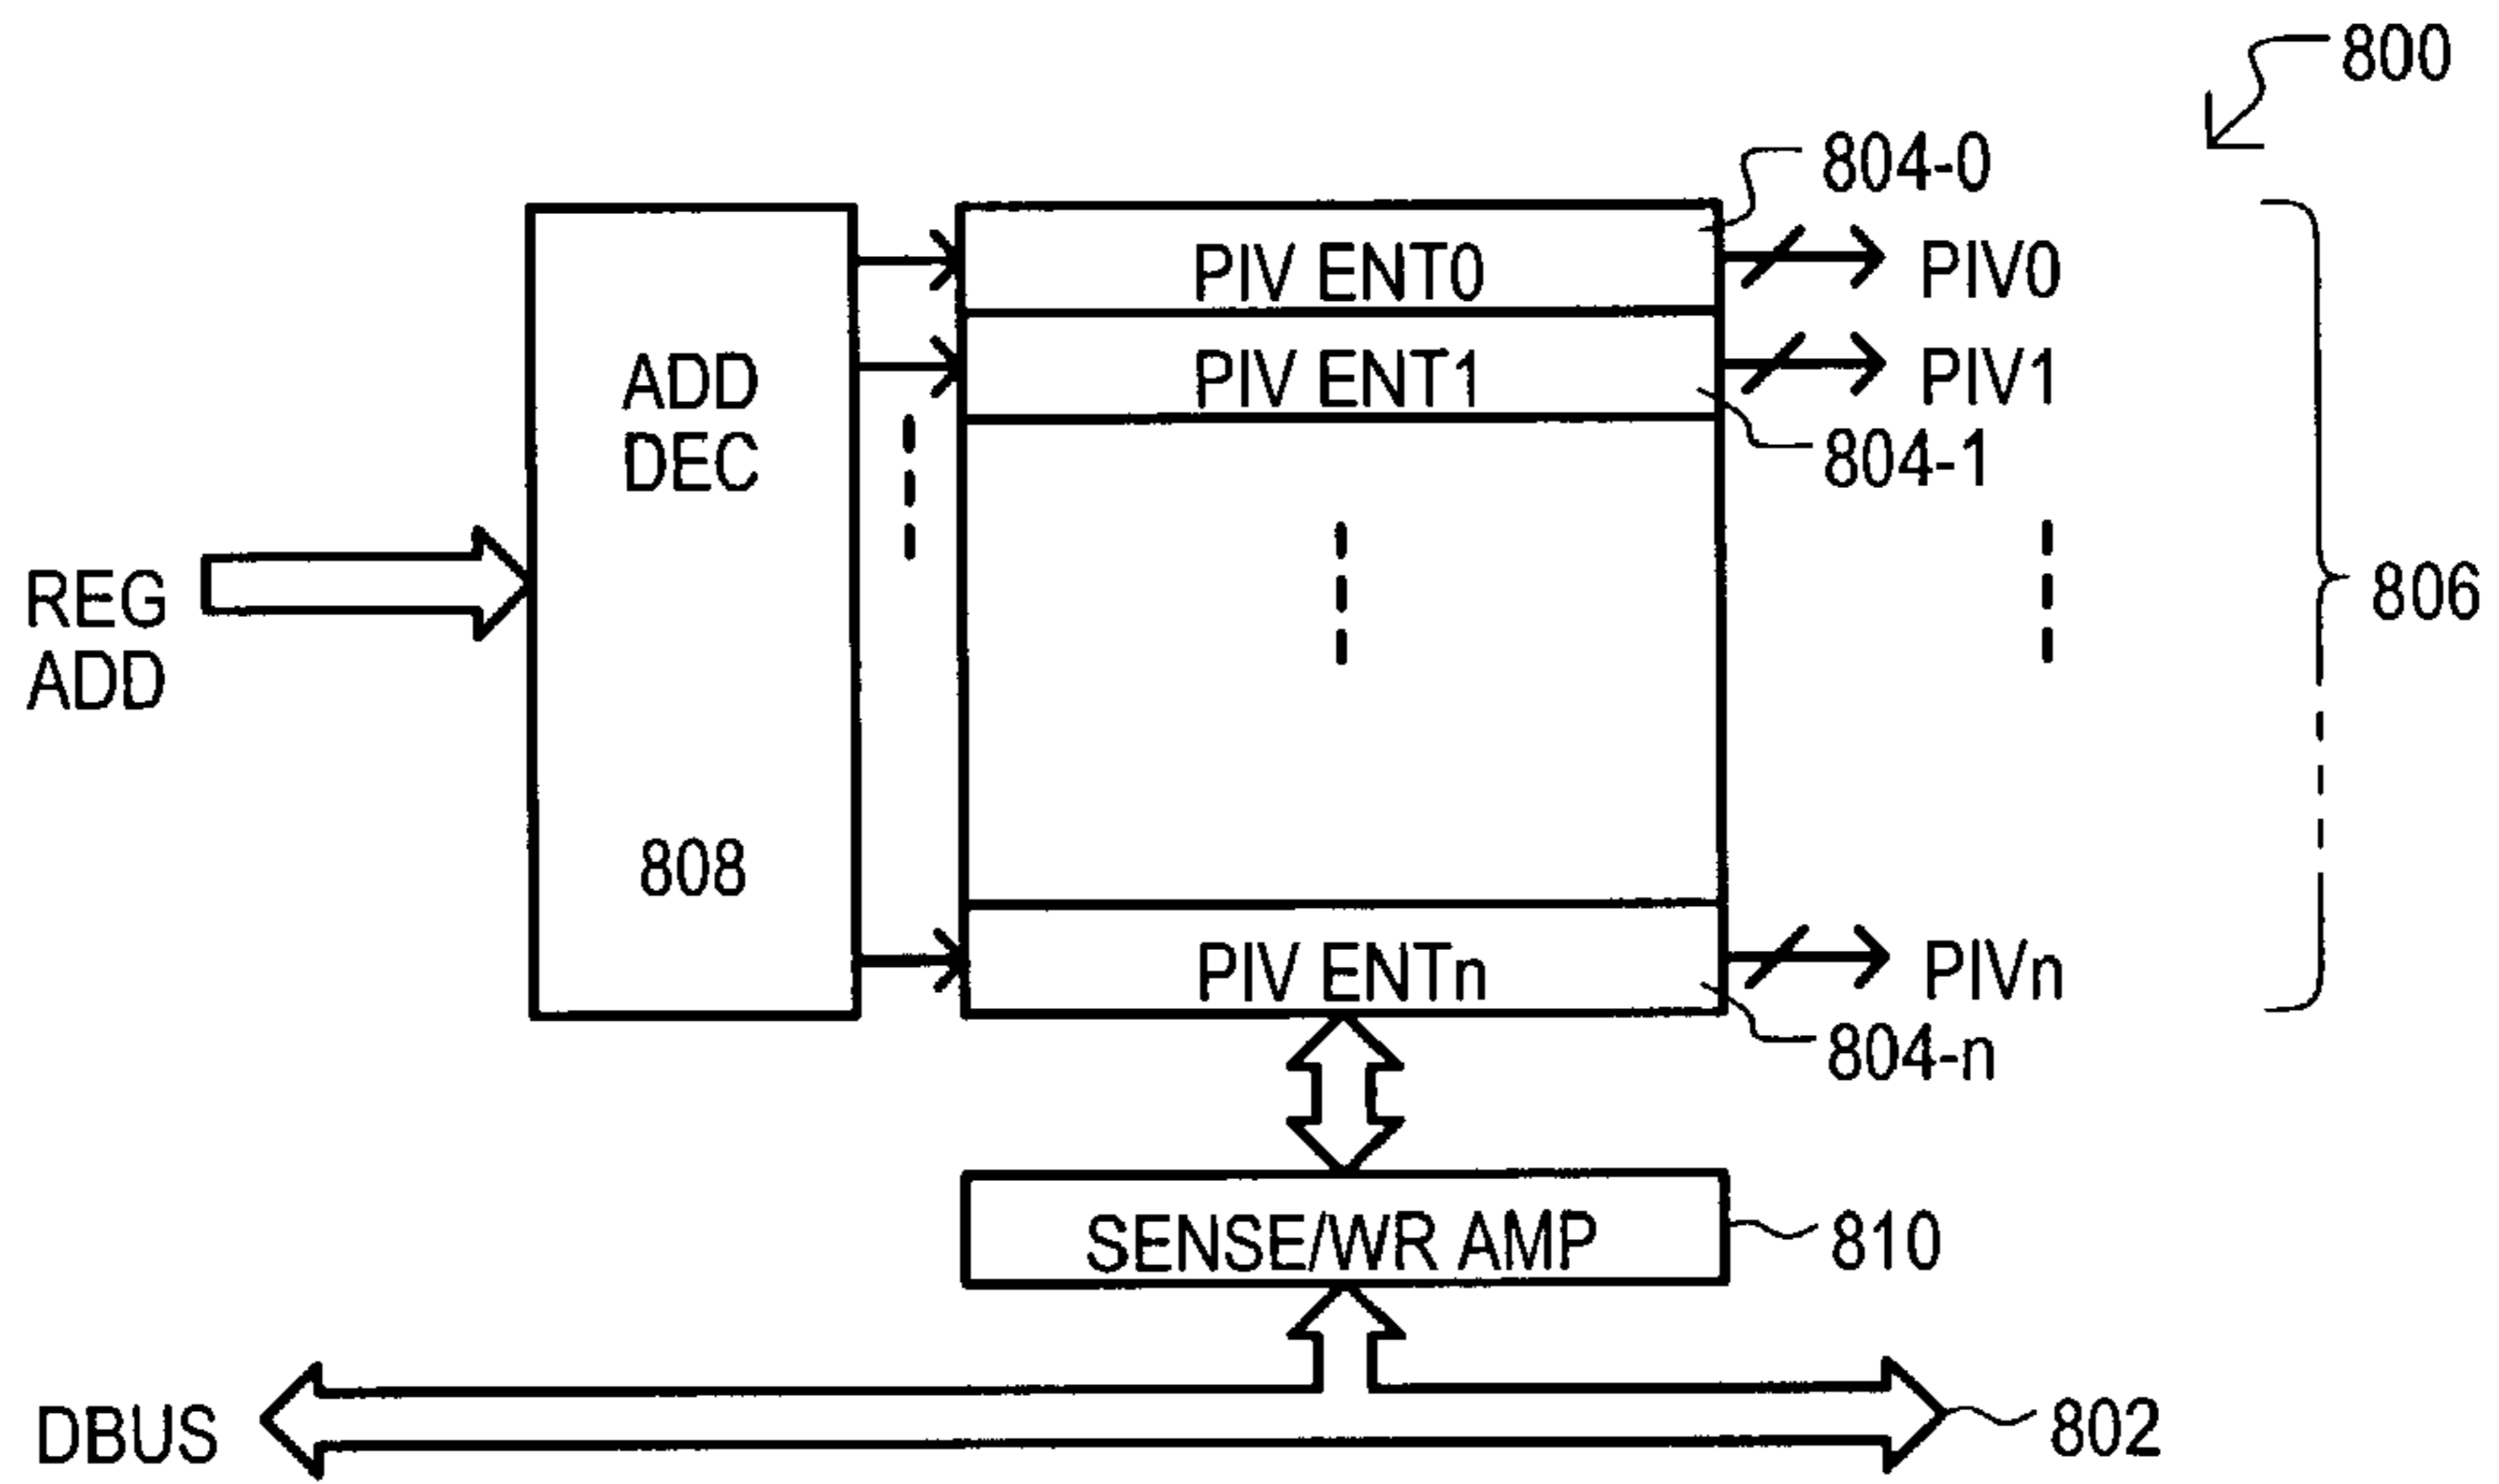 800
804-0
PIV ENT0
PIV0
PIV ENT1
PIV1
804-1
ADD
DEC
REG
ADD
806
808
PIV ENTn
PIVn
804-n
SENSE/WR AMP
810
DBUS
802